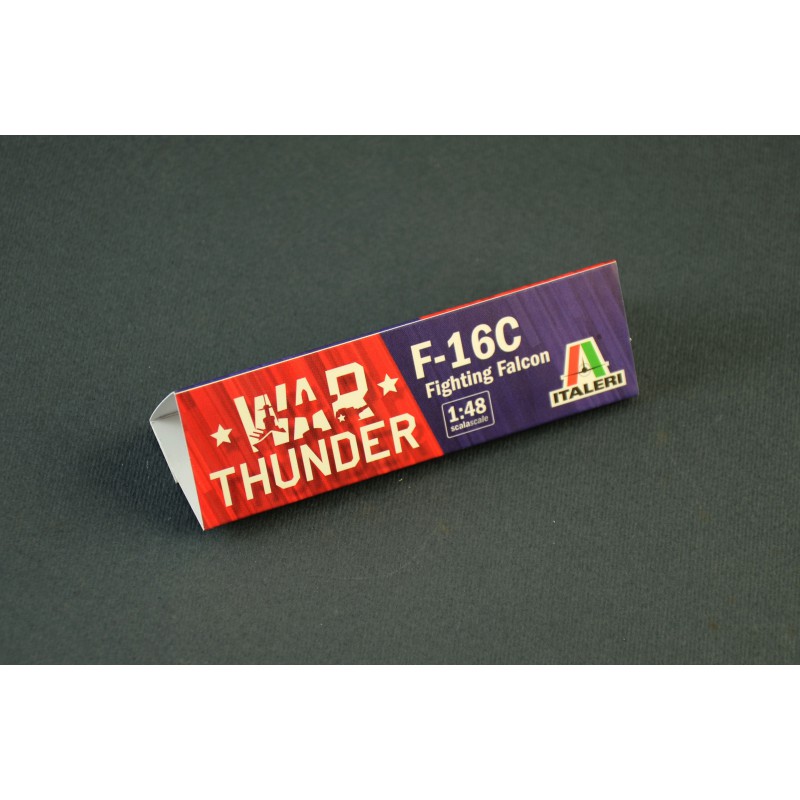 WAR
THUNDER
F-16C
Fighting Falcon
1:48
scalascale
ITALERI